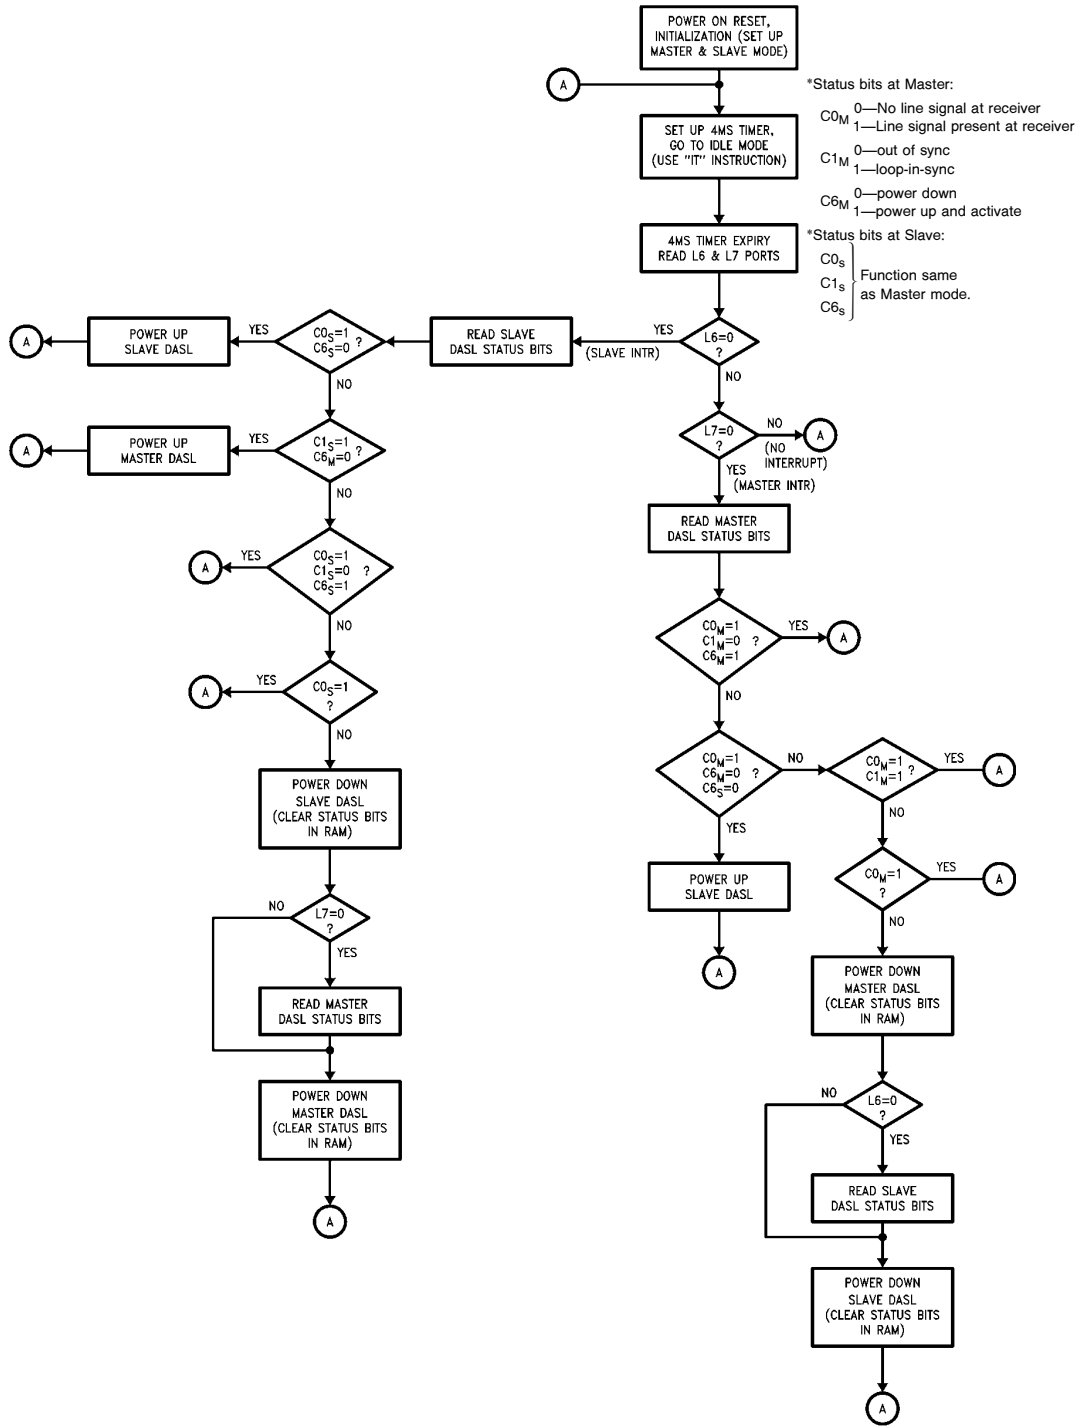 POWER ON RESET,
INITIALIZATION (SET UP
MASTER & SLAVE MODE)
A
*Status bits at Master:
C0M 0—No line signal at receiver
1—Line signal present at receiver
C1M 0—out of sync
1—loop-in-sync
C6M 0—power down
1—power up and activate
*Status bits at Slave:
C0s
C1s
C6s
Function same
as Master mode.
SET UP 4MS TIMER,
GO TO IDLE MODE
(USE "IT" INSTRUCTION)
4MS TIMER EXPIRY
READ L6 & L7 PORTS
L6=0
?
YES
(SLAVE INTR)
NO
READ SLAVE
DASL STATUS BITS
C0S=1
C6S=0 ?
YES
NO
POWER UP
SLAVE DASL
A
L7=0
?
NO
(NO
INTERRUPT)
A
YES
(MASTER INTR)
C1S=1
C6M=0 ?
YES
NO
POWER UP
MASTER DASL
A
READ MASTER
DASL STATUS BITS
C0S=1
C1S=0 ?
C6S=1
YES
A
NO
C0M=1
C1M=0 ?
C6M=1
YES
A
NO
C0S=1
?
YES
A
NO
C0M=1
C6M=0 ?
C6S=0
NO
YES
C0M=1
C1M=1 ?
YES
A
NO
POWER DOWN
SLAVE DASL
(CLEAR STATUS BITS
IN RAM)
POWER UP
SLAVE DASL
A
C0M=1
?
YES
A
NO
L7=0
?
NO
YES
READ MASTER
DASL STATUS BITS
POWER DOWN
MASTER DASL
(CLEAR STATUS BITS
IN RAM)
POWER DOWN
MASTER DASL
(CLEAR STATUS BITS
IN RAM)
A
L6=0
?
NO
YES
READ SLAVE
DASL STATUS BITS
POWER DOWN
SLAVE DASL
(CLEAR STATUS BITS
IN RAM)
A